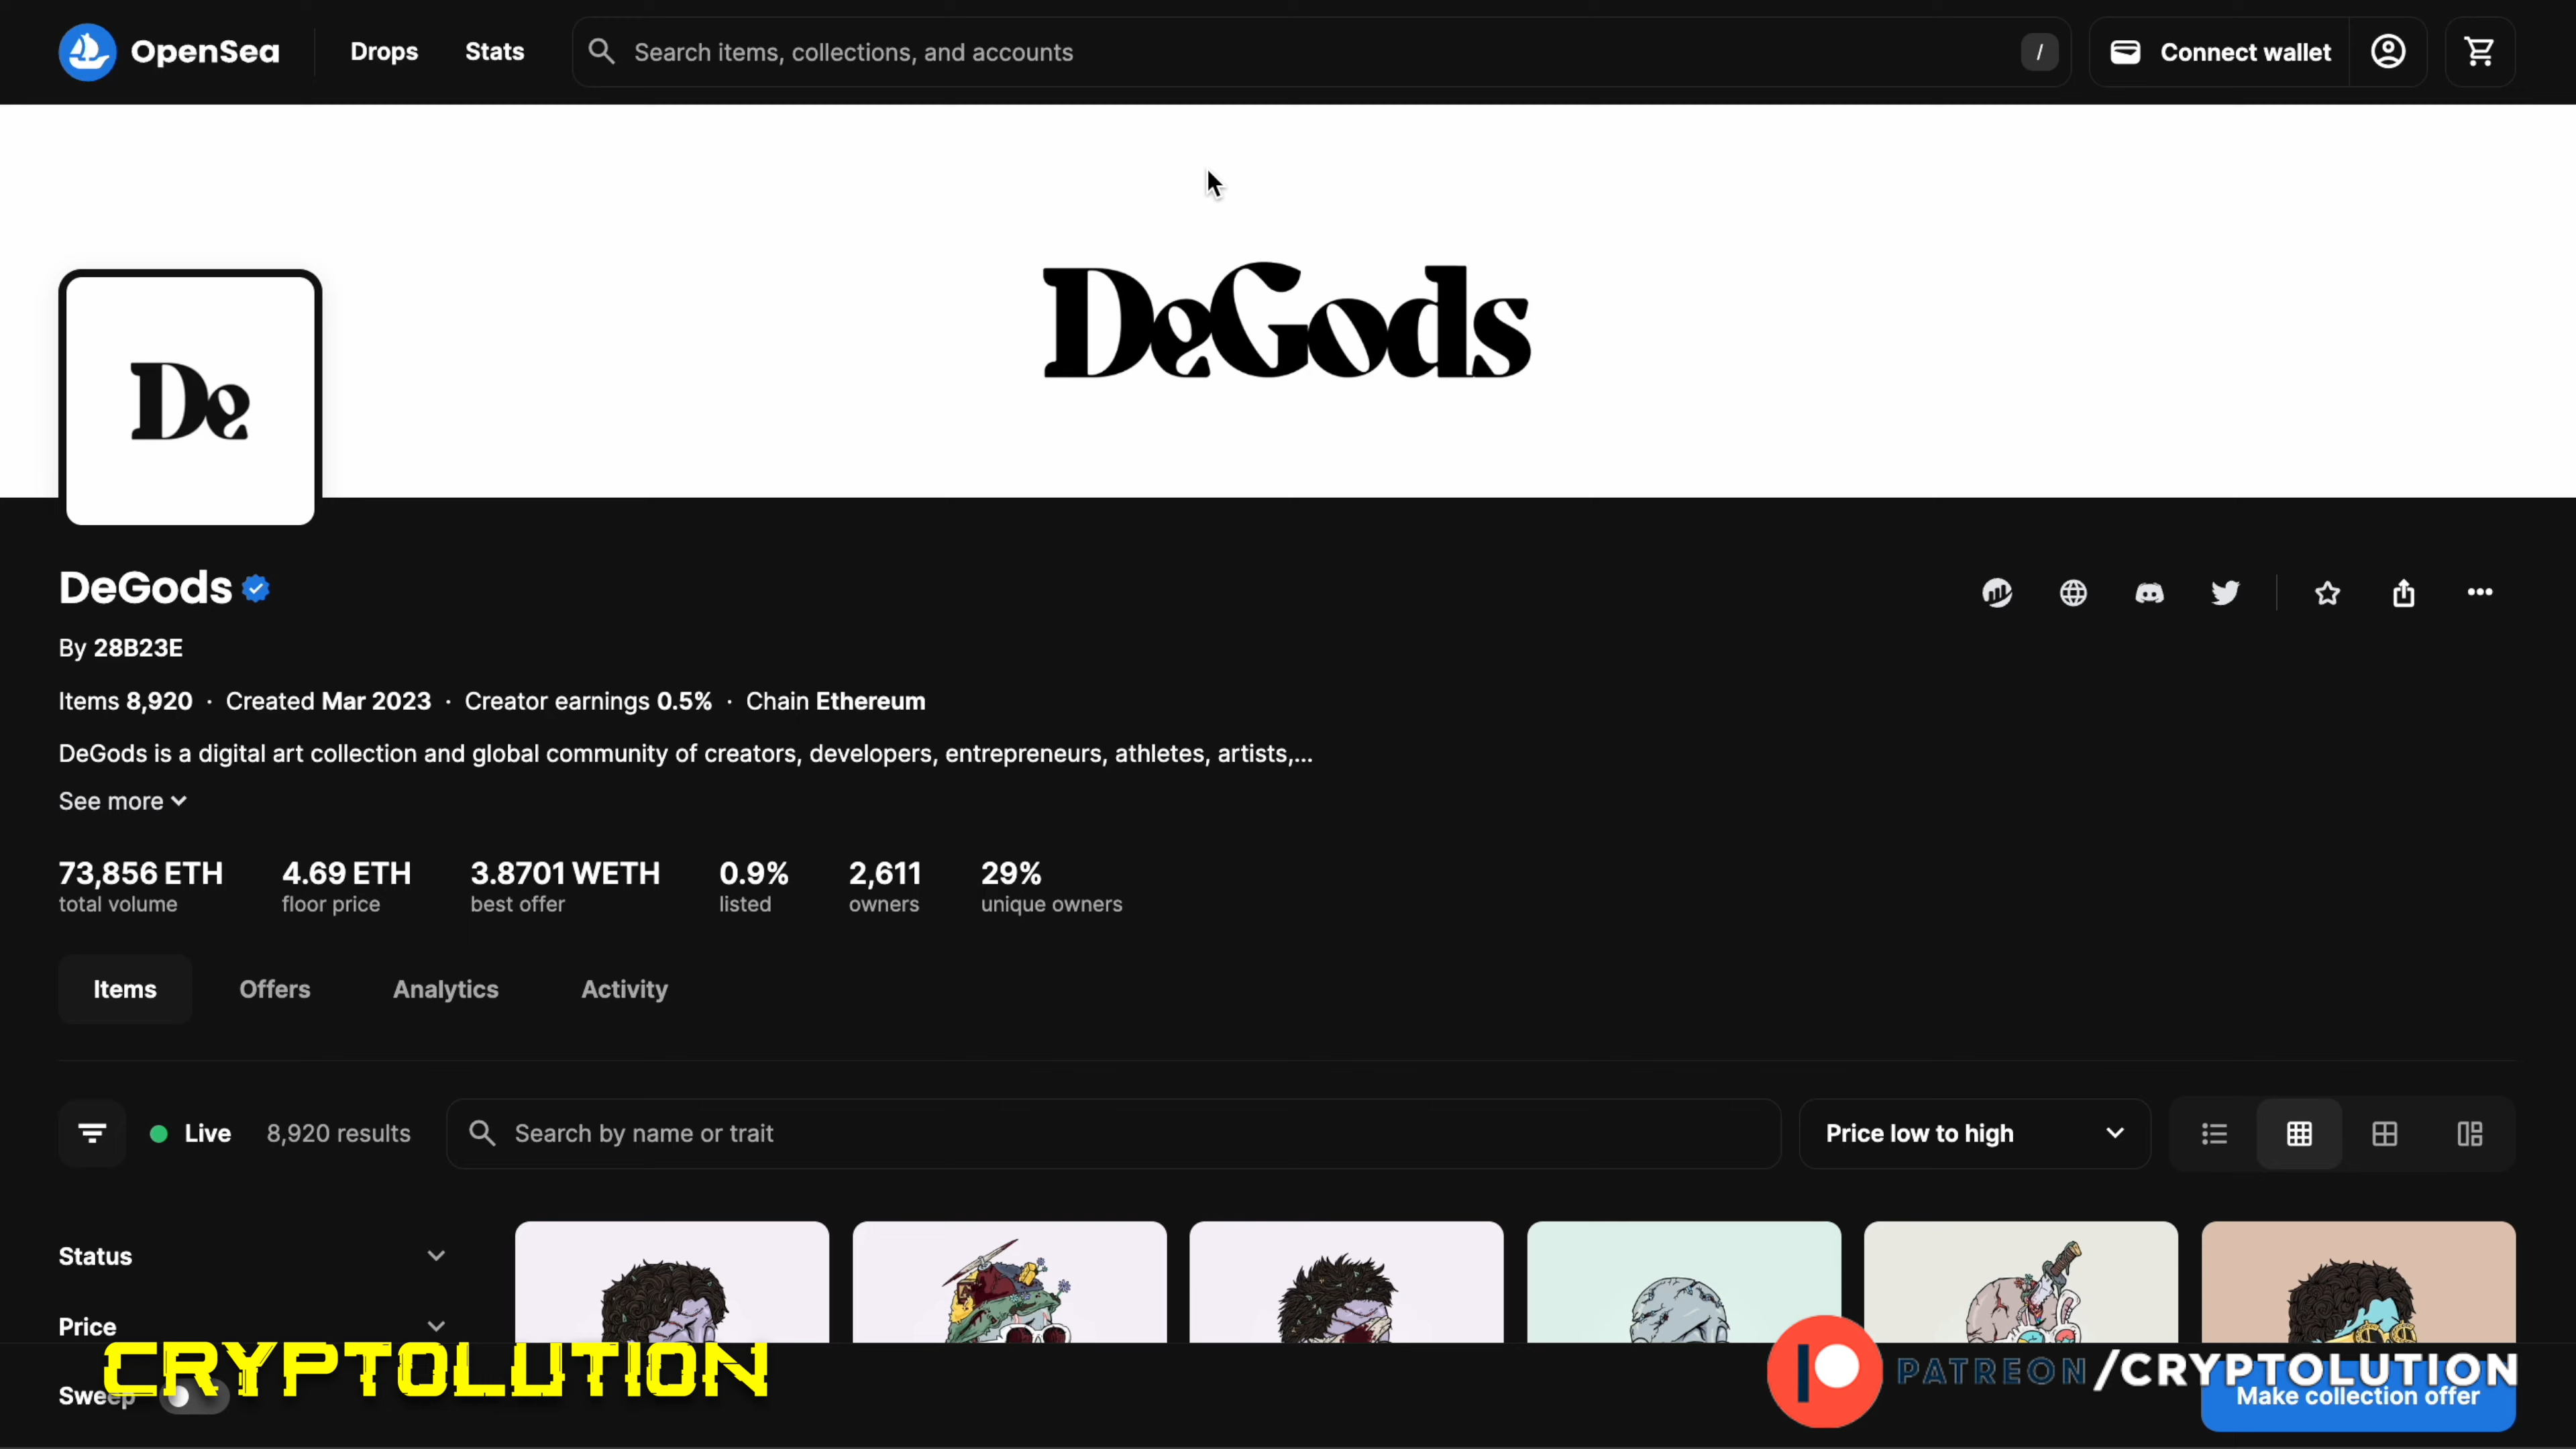 OpenSea
Drops
Stats
Search items, collections, and accounts
/
Connect wallet
DeGods
De
DeGods
By 28B23E
Items 8,920 · Created Mar 2023 · Creator earnings 0.5% · Chain Ethereum
DeGods is a digital art collection and global community of creators, developers, entrepreneurs, athletes, artists,...
See more
73,856 ETH
total volume
4.69 ETH
floor price
3.8701 WETH
best offer
0.9%
listed
2,611
owners
29%
unique owners
Items
Offers
Analytics
Activity
Live
8,920 results
Search by name or trait
Price low to high
Status
Price
CRYPTOLUTION
Sweep
PATREON/CRYPTOLUTION
Make collection offer